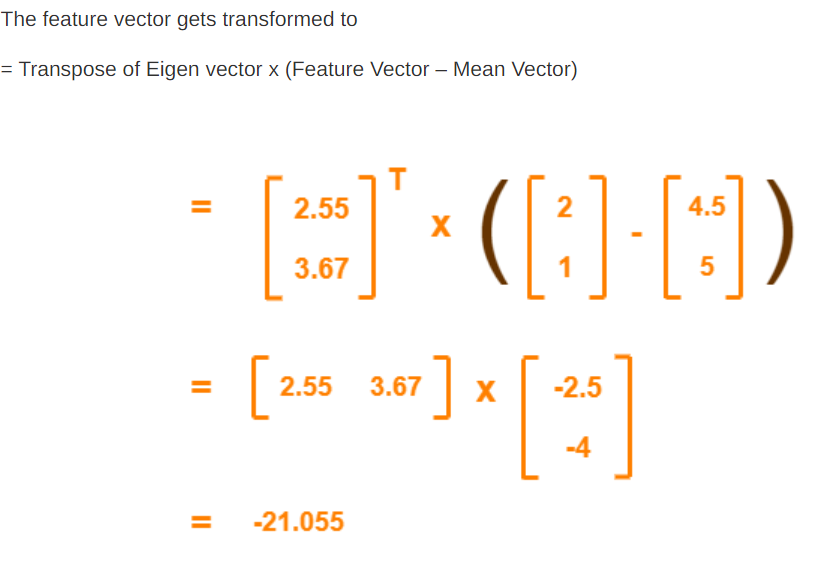 The feature vector gets transformed to
= Transpose of Eigen vector x (Feature Vector – Mean Vector)
= [ 2.55 3.67 ]T x ( [ 2 1 ] - [ 4.5 5 ] )
= [ 2.55 3.67 ] x [ -2.5 -4 ]
= -21.055